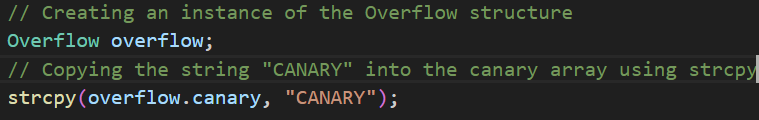 // Creating an instance of the Overflow structure
Overflow overflow;
// Copying the string "CANARY" into the canary array using strcpy
strcpy(overflow.canary, "CANARY");